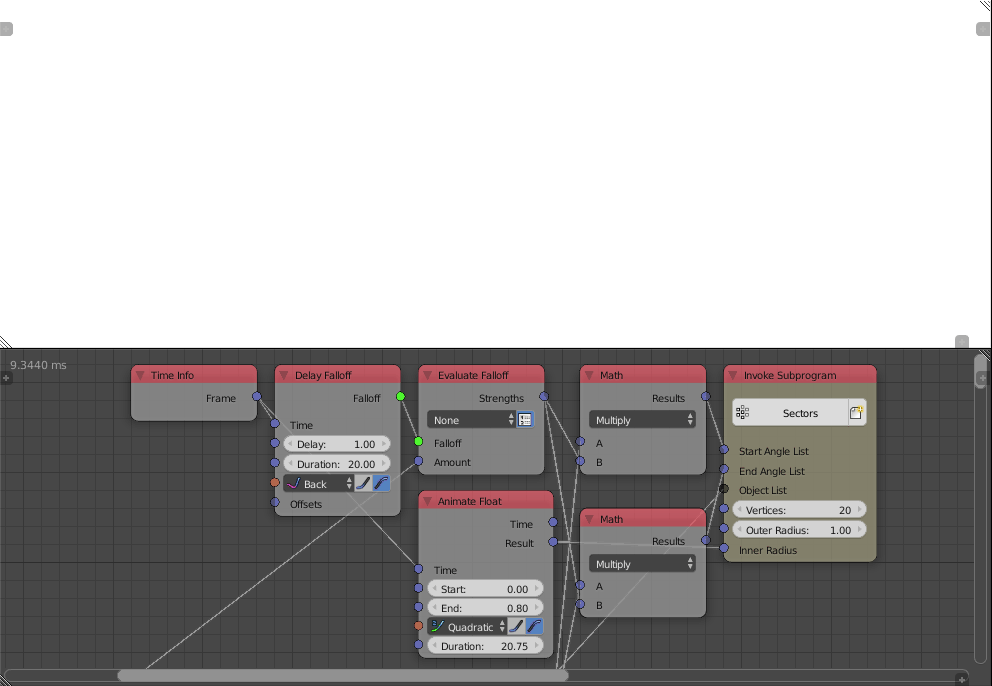 9.3440 ms
Time Info
Frame
Delay Falloff
Falloff
Time
Delay: 1.00
Duration: 20.00
Back
Offsets
Evaluate Falloff
Strengths
None
Falloff
Amount
Animate Float
Time
Result
Time
Start: 0.00
End: 0.80
Quadratic
Duration: 20.75
Math
Results
Multiply
A
B
Math
Results
Multiply
A
B
Invoke Subprogram
Sectors
Start Angle List
End Angle List
Object List
Vertices: 20
Outer Radius: 1.00
Inner Radius